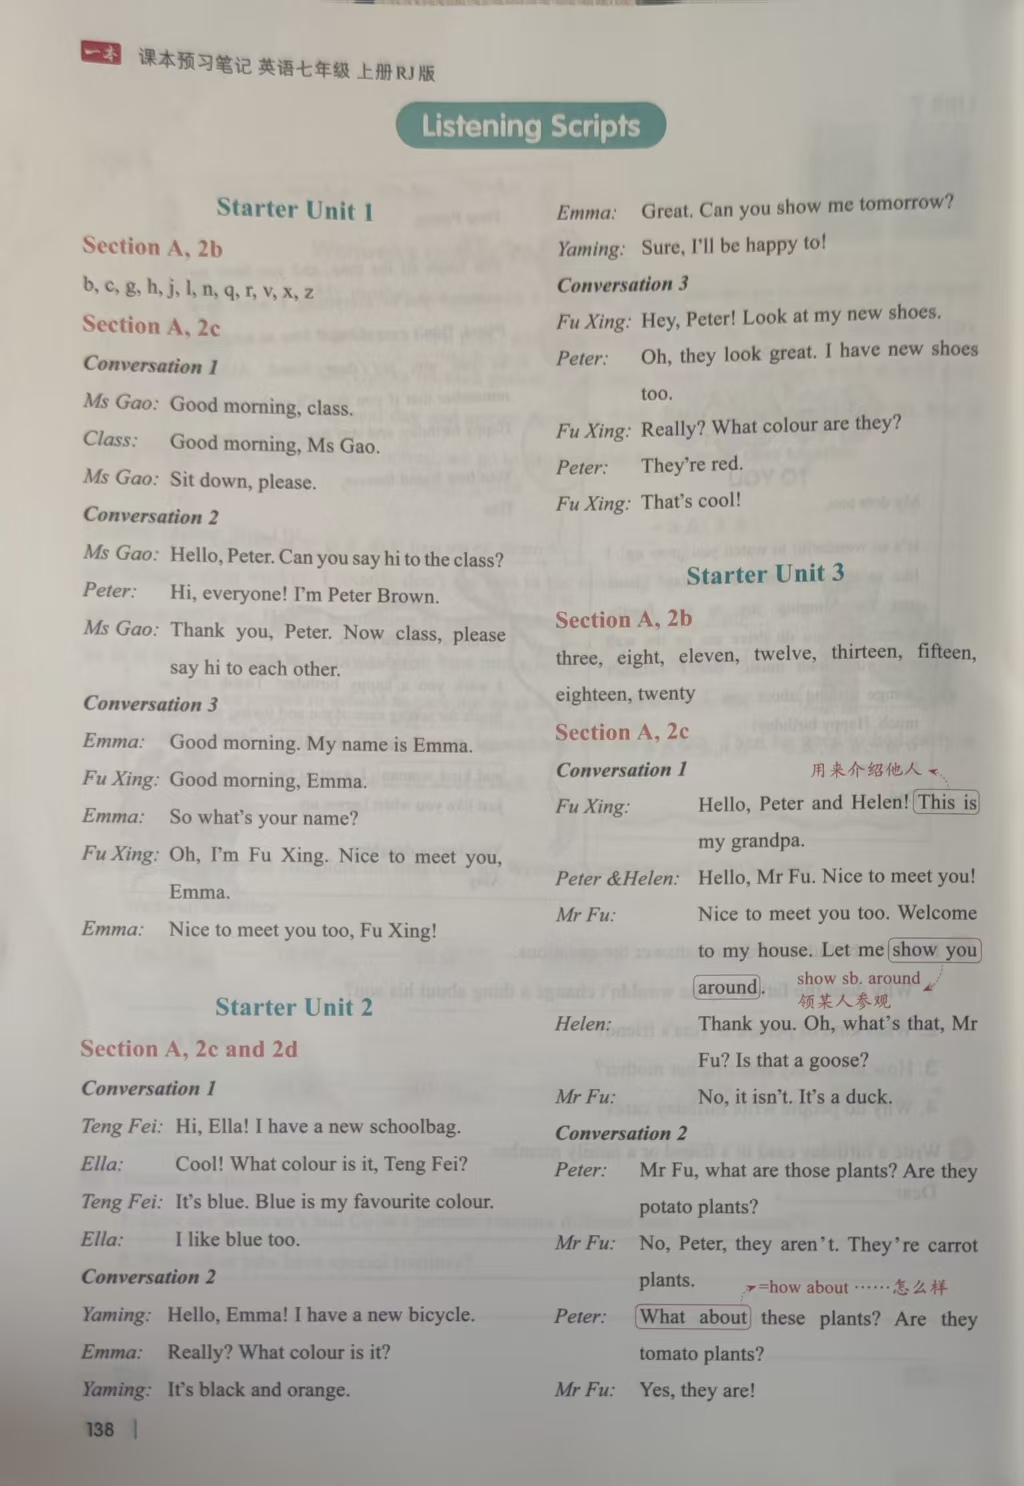 一本 课本预习笔记 英语七年级 上册RJ版
Listening Scripts
Starter Unit 1
Section A, 2b
b, c, g, h, j, l, n, q, r, v, x, z
Section A, 2c
Conversation 1
Ms Gao: Good morning, class.
Class: Good morning, Ms Gao.
Ms Gao: Sit down, please.
Conversation 2
Ms Gao: Hello, Peter. Can you say hi to the class?
Peter: Hi, everyone! I'm Peter Brown.
Ms Gao: Thank you, Peter. Now class, please
say hi to each other.
Conversation 3
Emma: Good morning. My name is Emma.
Fu Xing: Good morning, Emma.
Emma: So what's your name?
Fu Xing: Oh, I'm Fu Xing. Nice to meet you,
Emma.
Emma: Nice to meet you too, Fu Xing!
Starter Unit 2
Section A, 2c and 2d
Conversation 1
Teng Fei: Hi, Ella! I have a new schoolbag.
Ella: Cool! What colour is it, Teng Fei?
Teng Fei: It's blue. Blue is my favourite colour.
Ella: I like blue too.
Conversation 2
Yaming: Hello, Emma! I have a new bicycle.
Emma: Really? What colour is it?
Yaming: It's black and orange.
Emma: Great. Can you show me tomorrow?
Yaming: Sure, I'll be happy to!
Conversation 3
Fu Xing: Hey, Peter! Look at my new shoes.
Peter: Oh, they look great. I have new shoes
too.
Fu Xing: Really? What colour are they?
Peter: They're red.
Fu Xing: That's cool!
Starter Unit 3
Section A, 2b
three, eight, eleven, twelve, thirteen, fifteen,
eighteen, twenty
Section A, 2c
Conversation 1 用来介绍他人
Fu Xing: Hello, Peter and Helen! This is
my grandpa.
Peter &Helen: Hello, Mr Fu. Nice to meet you!
Mr Fu: Nice to meet you too. Welcome
to my house. Let me show you
around. show sb. around
领某人参观
Helen: Thank you. Oh, what's that, Mr
Fu? Is that a goose?
Mr Fu: No, it isn't. It's a duck.
Conversation 2
Peter: Mr Fu, what are those plants? Are they
potato plants?
Mr Fu: No, Peter, they aren't. They're carrot
plants. =how about ……怎么样
Peter: What about these plants? Are they
tomato plants?
Mr Fu: Yes, they are!
138